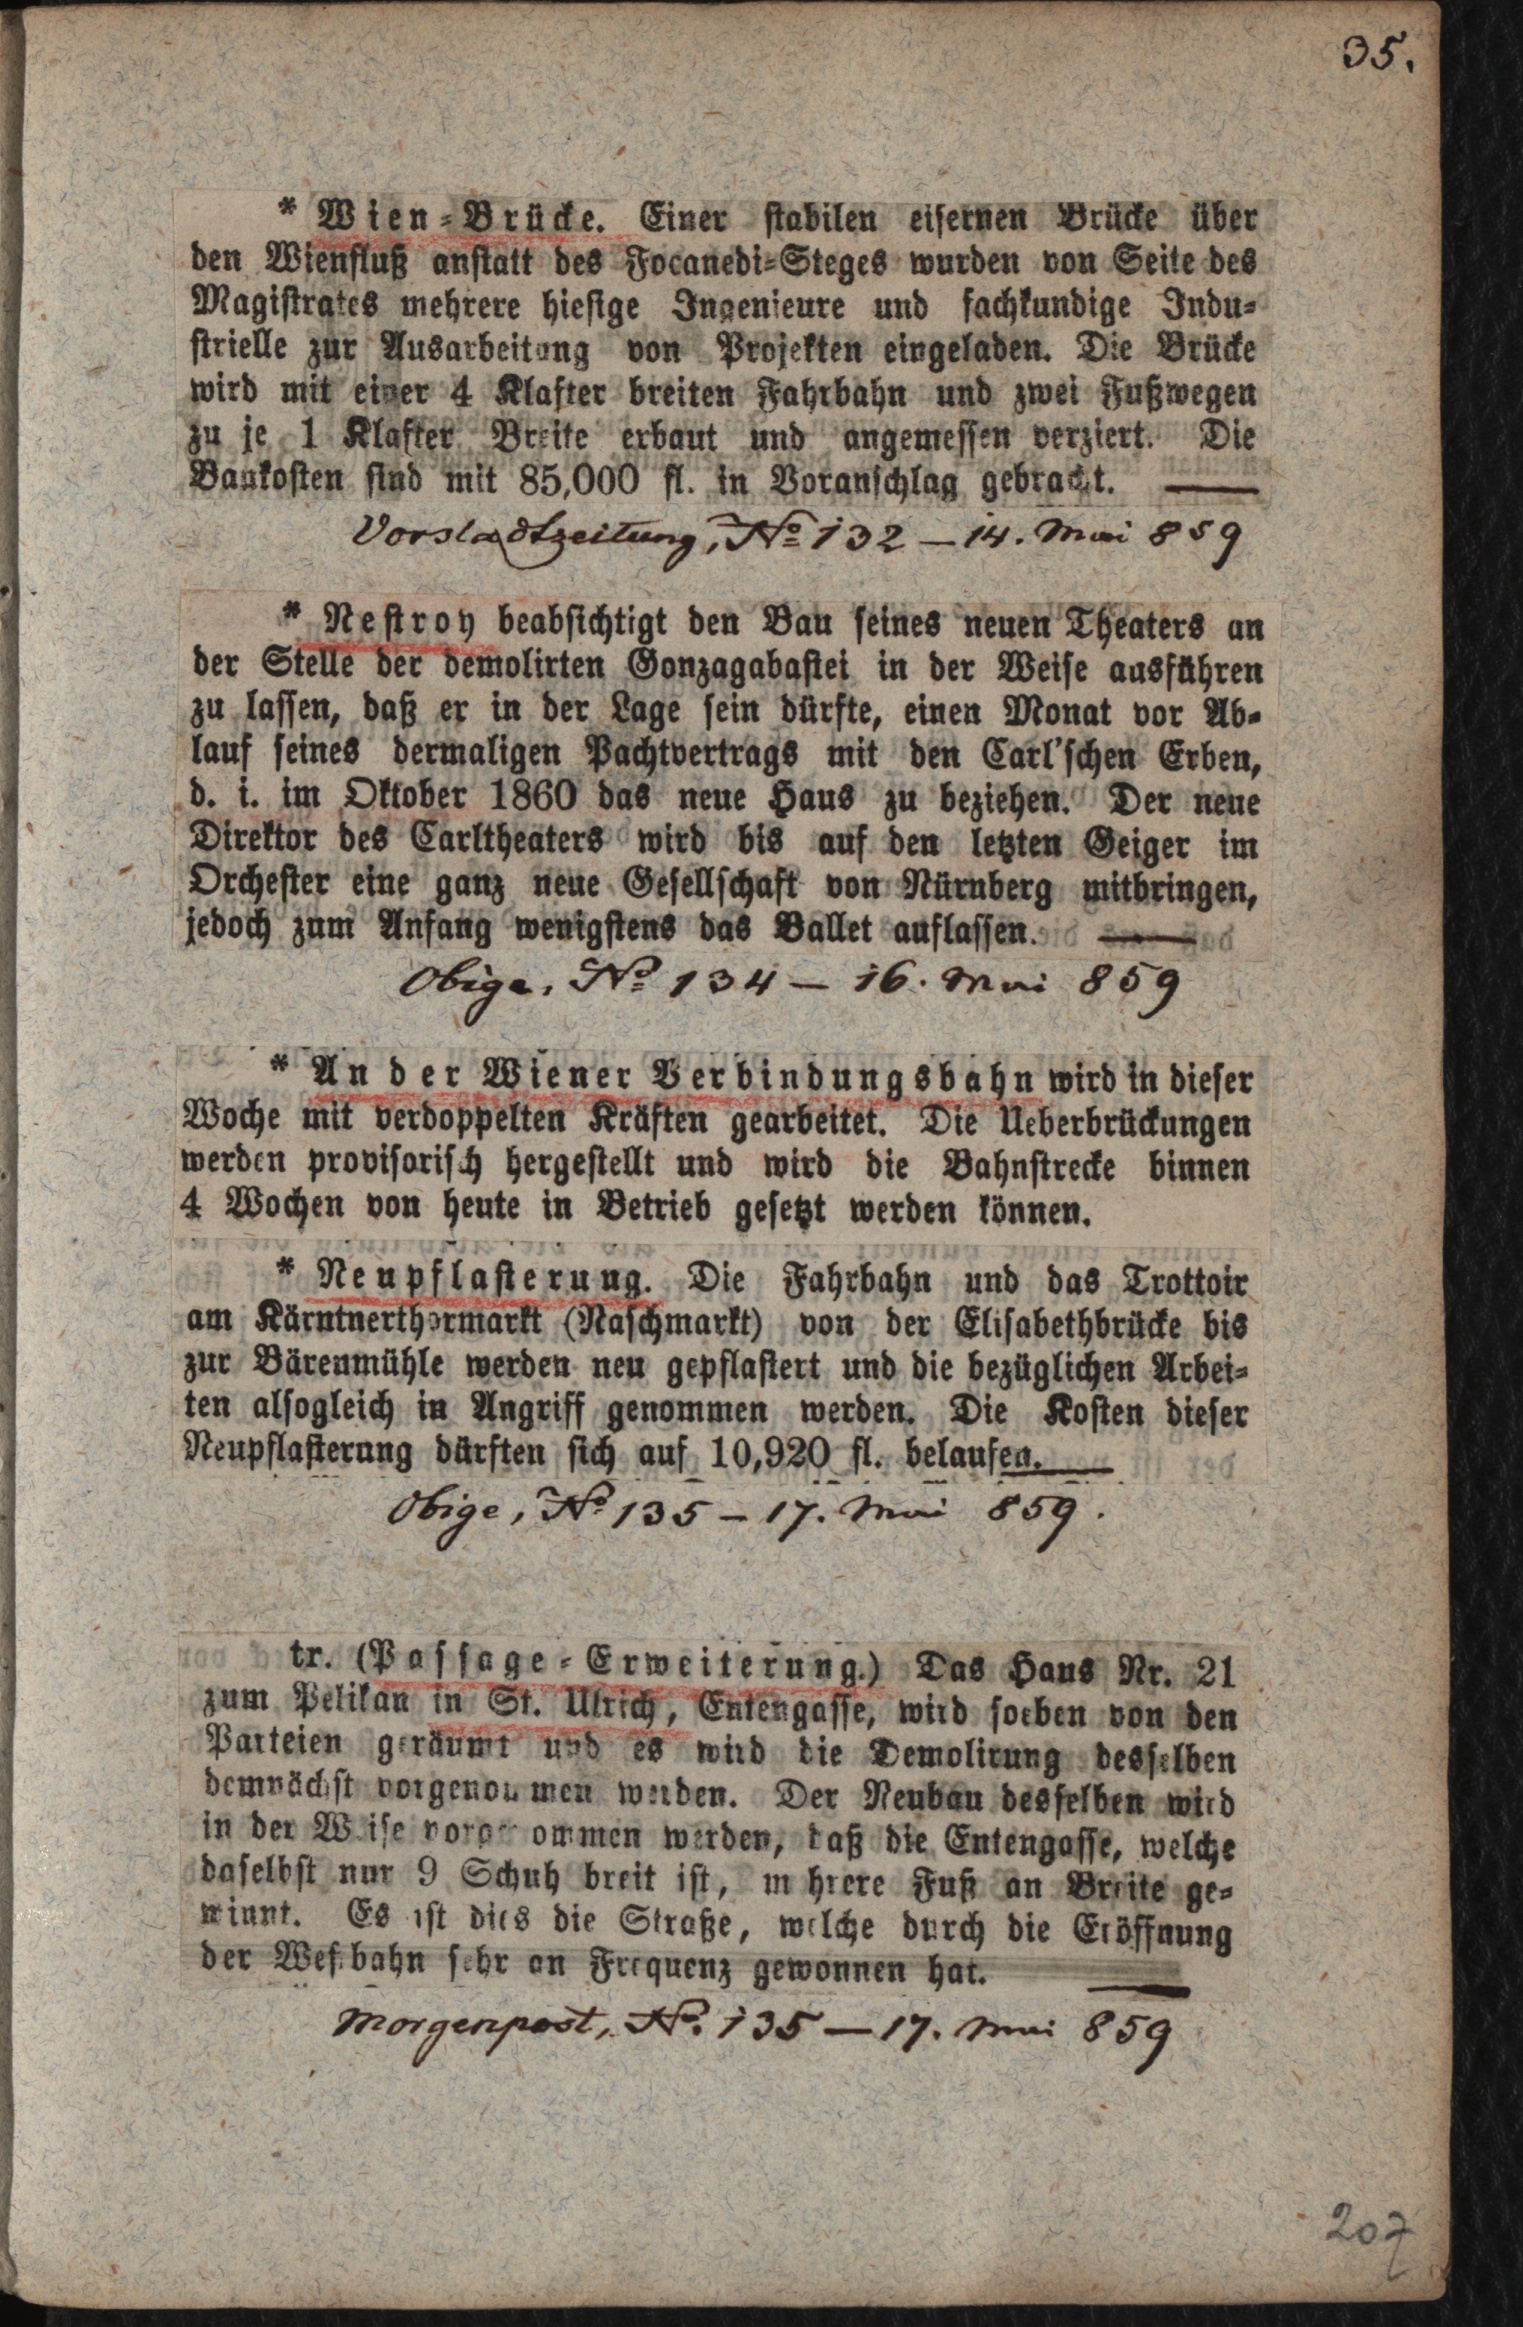 35.
* Wien-Brücke. Einer stabilen eisernen Brücke über
den Wienfluß anstatt des Focanedi-Steges wurden von Seite des
Magistrates mehrere hiesige Ingenieure und fachkundige Indu-
strielle zur Ausarbeitung von Projekten eingeladen. Die Brücke
wird mit einer 4 Klafter breiten Fahrbahn und zwei Fußwegen
zu je 1 Klafter Breite erbaut und angemessen verziert. Die
Baukosten sind mit 85,000 fl. in Voranschlag gebracht.
Vorstadtzeitung, No 132 – 14. Mai 859
* Nestroy beabsichtigt den Bau seines neuen Theaters an
der Stelle der demolirten Gonzagabastei in der Weise ausführen
zu lassen, daß er in der Lage sein dürfte, einen Monat vor Ab-
lauf seines dermaligen Pachtvertrags mit den Carl'schen Erben,
d. i. im Oktober 1860 das neue Haus zu beziehen. Der neue
Direktor des Carltheaters wird bis auf den letzten Geiger im
Orchester eine ganz neue Gesellschaft von Nürnberg mitbringen,
jedoch zum Anfang wenigstens das Ballet auflassen.
Obige, No 134 – 16. Mai 859
* An der Wiener Verbindungsbahn wird in dieser
Woche mit verdoppelten Kräften gearbeitet. Die Ueberbrückungen
werden provisorisch hergestellt und wird die Bahnstrecke binnen
4 Wochen von heute in Betrieb gesetzt werden können.
* Neupflasterung. Die Fahrbahn und das Trottoir
am Kärntnerthormarkt (Naschmarkt) von der Elisabethbrücke bis
zur Bärenmühle werden neu gepflastert und die bezüglichen Arbei-
ten alsogleich in Angriff genommen werden. Die Kosten dieser
Neupflasterung dürften sich auf 10,920 fl. belaufen.
Obige, No 135 – 17. Mai 859.
tr. (Passage-Erweiterung.) Das Haus Nr. 21
zum Pelikan in St. Ulrich, Entengasse, wird soeben von den
Parteien geräumt und es wird die Demolirung desselben
demnächst vorgenommen werden. Der Neubau desselben wird
in der Weise vorgenommen werden, daß die Entengasse, welche
daselbst nur 9 Schuh breit ist, mehrere Fuß an Breite ge-
winnt. Es ist dies die Straße, welche durch die Eröffnung
der Westbahn sehr an Frequenz gewonnen hat.
Morgenpost, No. 135 – 17. Mai 859
207